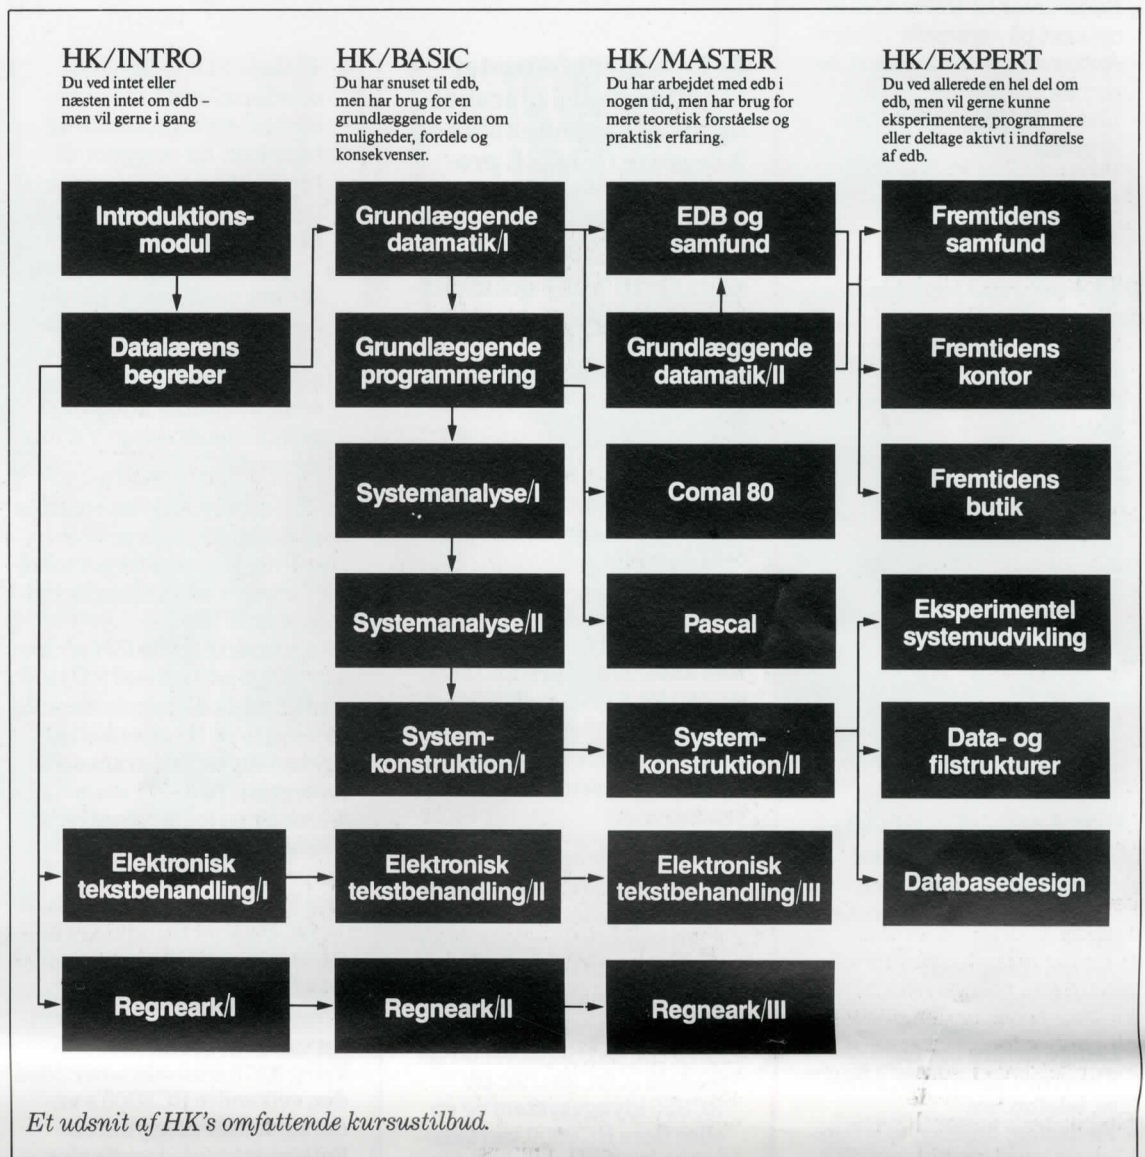 HK/INTRO
Du ved intet eller
næsten intet om edb –
men vil gerne i gang
HK/BASIC
Du har snuset til edb,
men har brug for en
grundlæggende viden om
muligheder, fordele og
konsekvenser.
HK/MASTER
Du har arbejdet med edb i
nogen tid, men har brug for
mere teoretisk forståelse og
praktisk erfaring.
HK/EXPERT
Du ved allerede en hel del om
edb, men vil gerne kunne
eksperimentere, programmere
eller deltage aktivt i indførelse
af edb.
Introduktions-
modul
Grundlæggende
datamatik/I
EDB og
samfund
Fremtidens
samfund
Datalærens
begreber
Grundlæggende
programmering
Grundlæggende
datamatik/II
Fremtidens
kontor
Systemanalyse/I
Comal 80
Fremtidens
butik
Systemanalyse/II
Pascal
Eksperimentel
systemudvikling
System-
konstruktion/I
System-
konstruktion/II
Data- og
filstrukturer
Elektronisk
tekstbehandling/I
Elektronisk
tekstbehandling/II
Elektronisk
tekstbehandling/III
Databasedesign
Regneark/I
Regneark/II
Regneark/III
Et udsnit af HK's omfattende kursustilbud.